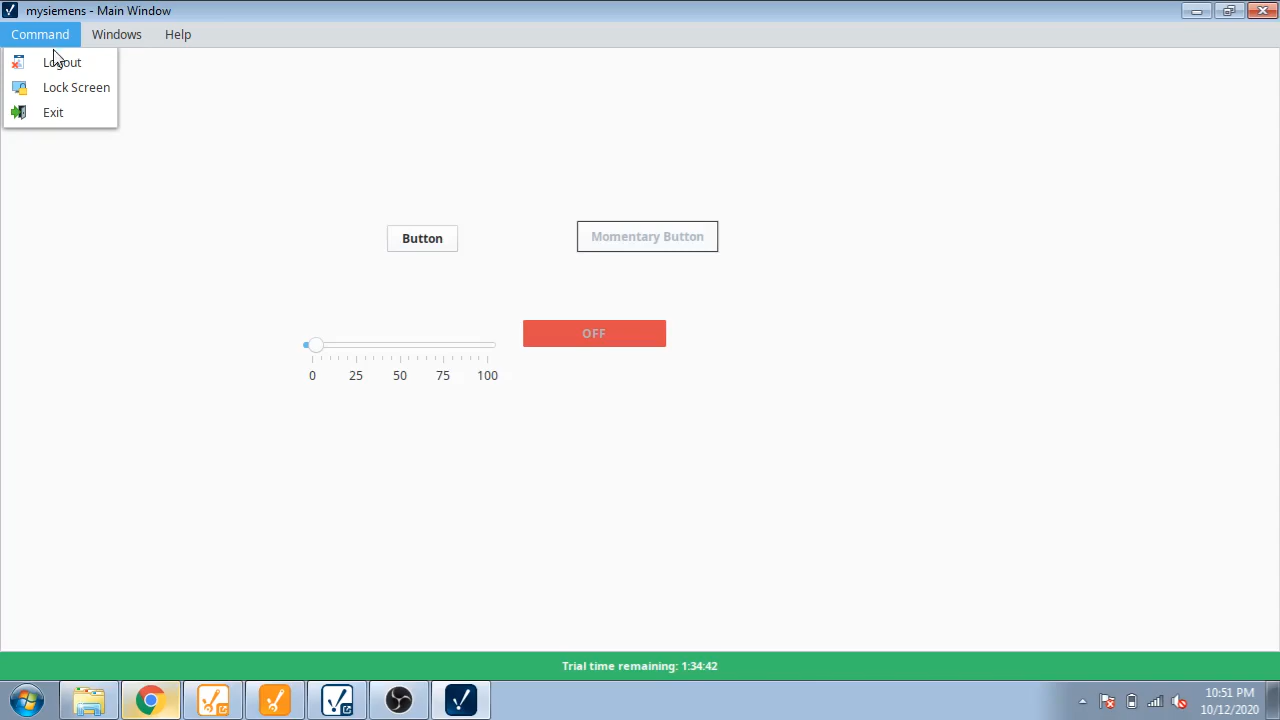 mysiemens - Main Window
Command Windows Help
Logout
Lock Screen
Exit
Button Momentary Button
OFF
0 25 50 75 100
Trial time remaining: 1:34:42
10:51 PM
10/12/2020